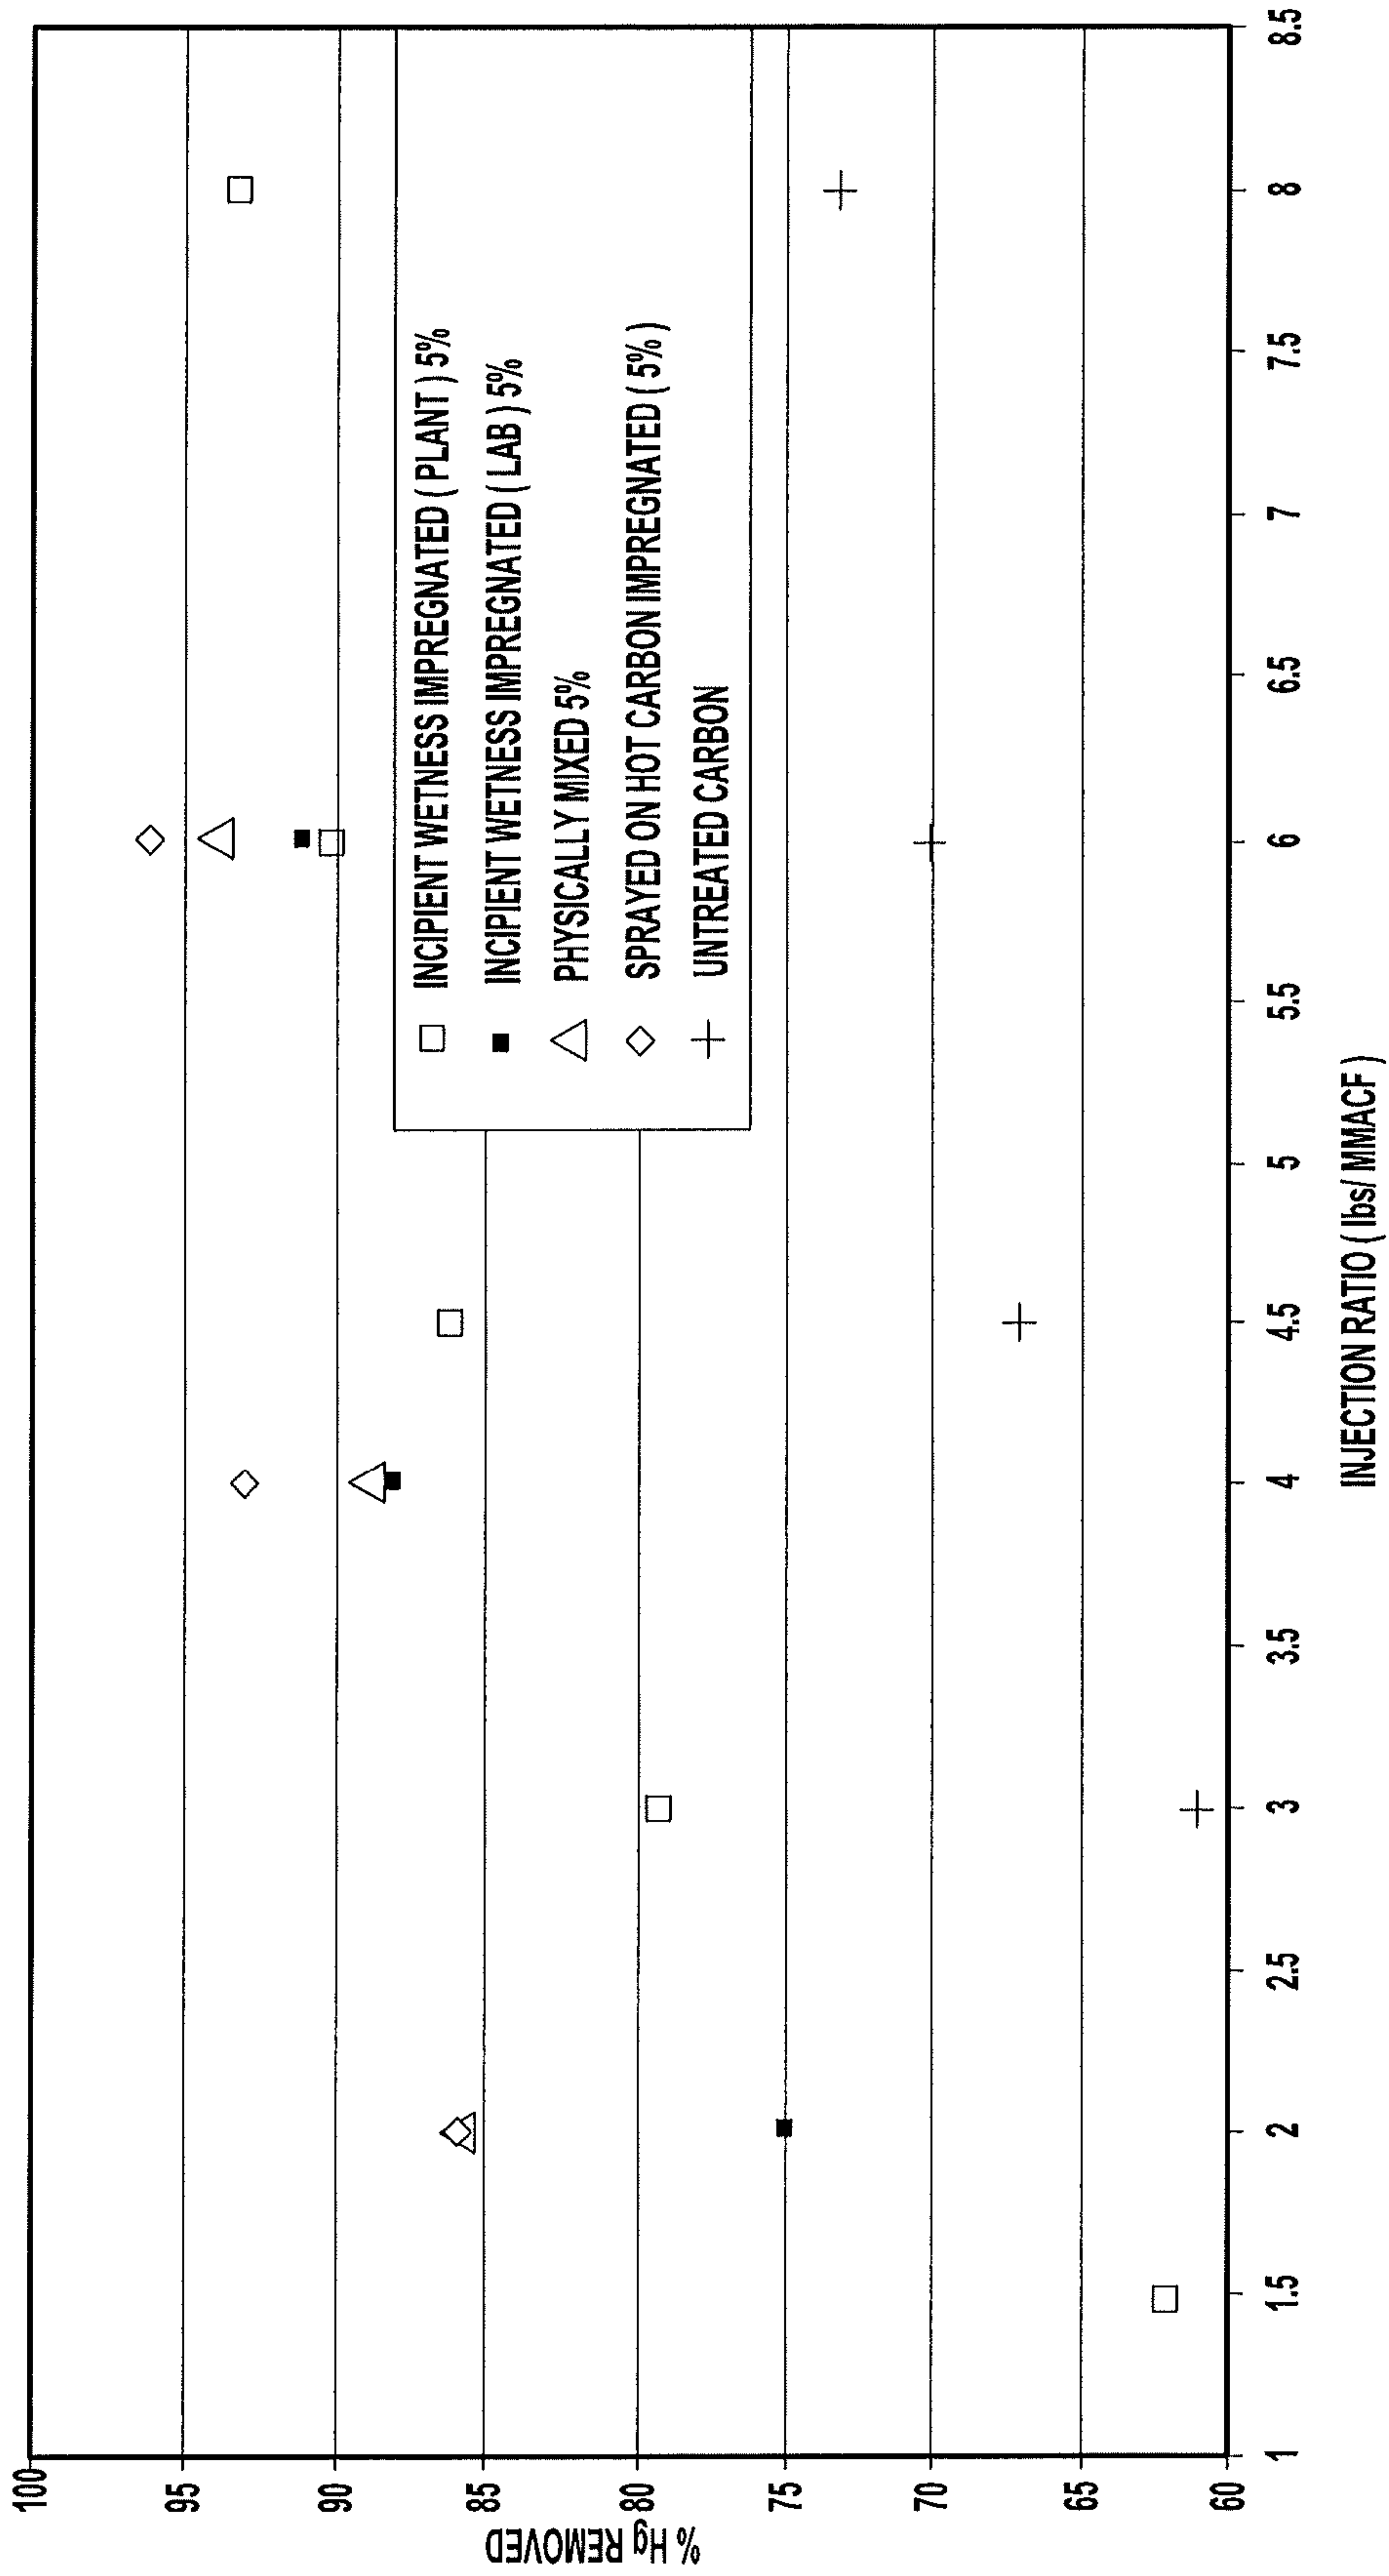 % Hg REMOVED
100
95
90
85
80
75
70
65
60
INCIPIENT WETNESS IMPREGNATED ( PLANT ) 5%
INCIPIENT WETNESS IMPREGNATED ( LAB ) 5%
PHYSICALLY MIXED 5%
SPRAYED ON HOT CARBON IMPREGNATED ( 5% )
UNTREATED CARBON
1 1.5 2 2.5 3 3.5 4 4.5 5 5.5 6 6.5 7 7.5 8 8.5
INJECTION RATIO ( lbs/ MMACF )